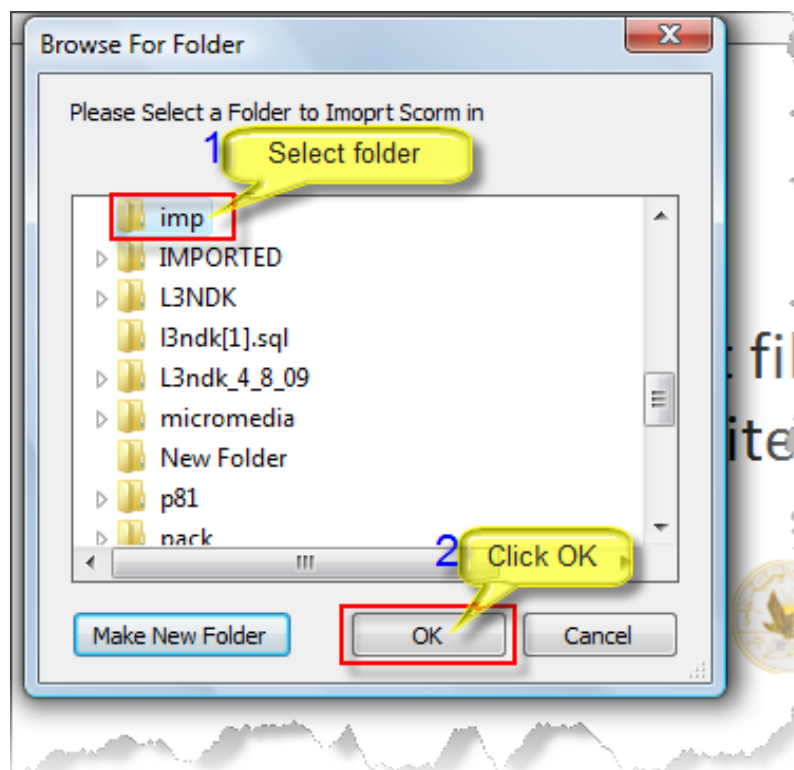 Browse For Folder
Please Select a Folder to Imoprt Scorm in
1 Select folder
imp
IMPORTED
L3NDK
l3ndk[1].sql
L3ndk_4_8_09
micromedia
New Folder
p81
pack
2 Click OK
Make New Folder
OK
Cancel